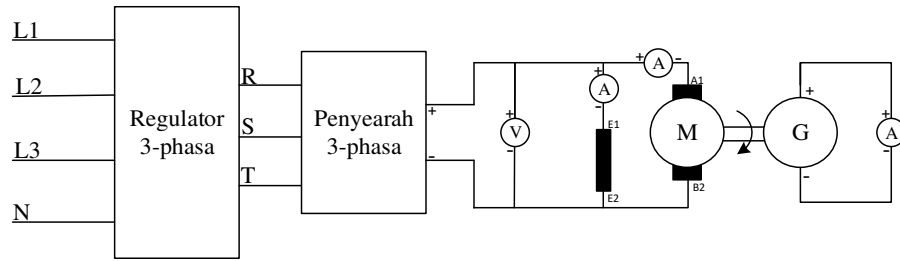 L1
L2
L3
N
Regulator
3-phasa
R
S
T
Penyearah
3-phasa
+
-
+
V
-
+
A
-
E1
E2
+
A
-
A1
M
B2
G
+
-
+
A
-